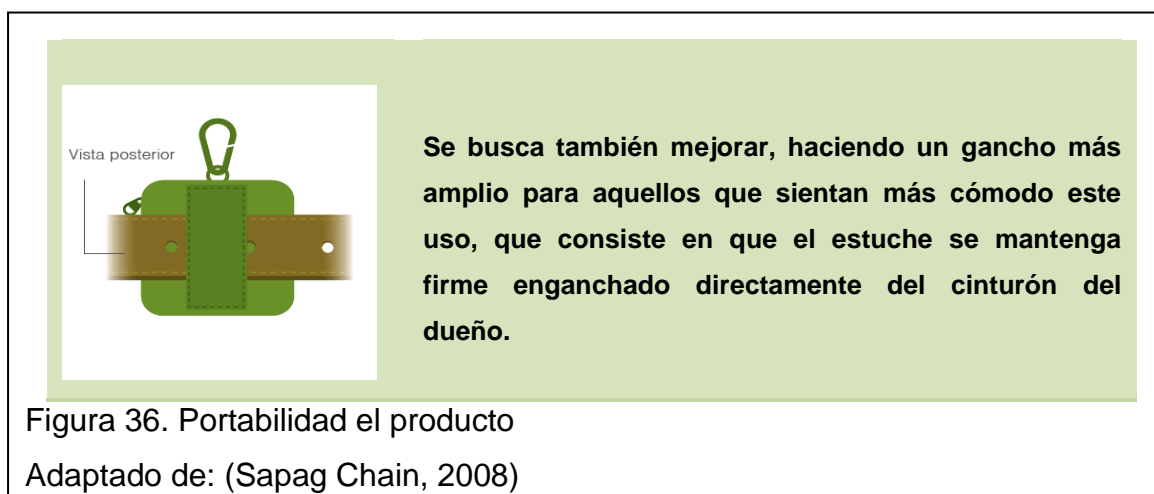 Vista posterior
Se busca también mejorar, haciendo un gancho más
amplio para aquellos que sientan más cómodo este
uso, que consiste en que el estuche se mantenga
firme enganchado directamente del cinturón del
dueño.
Figura 36. Portabilidad el producto
Adaptado de: (Sapag Chain, 2008)